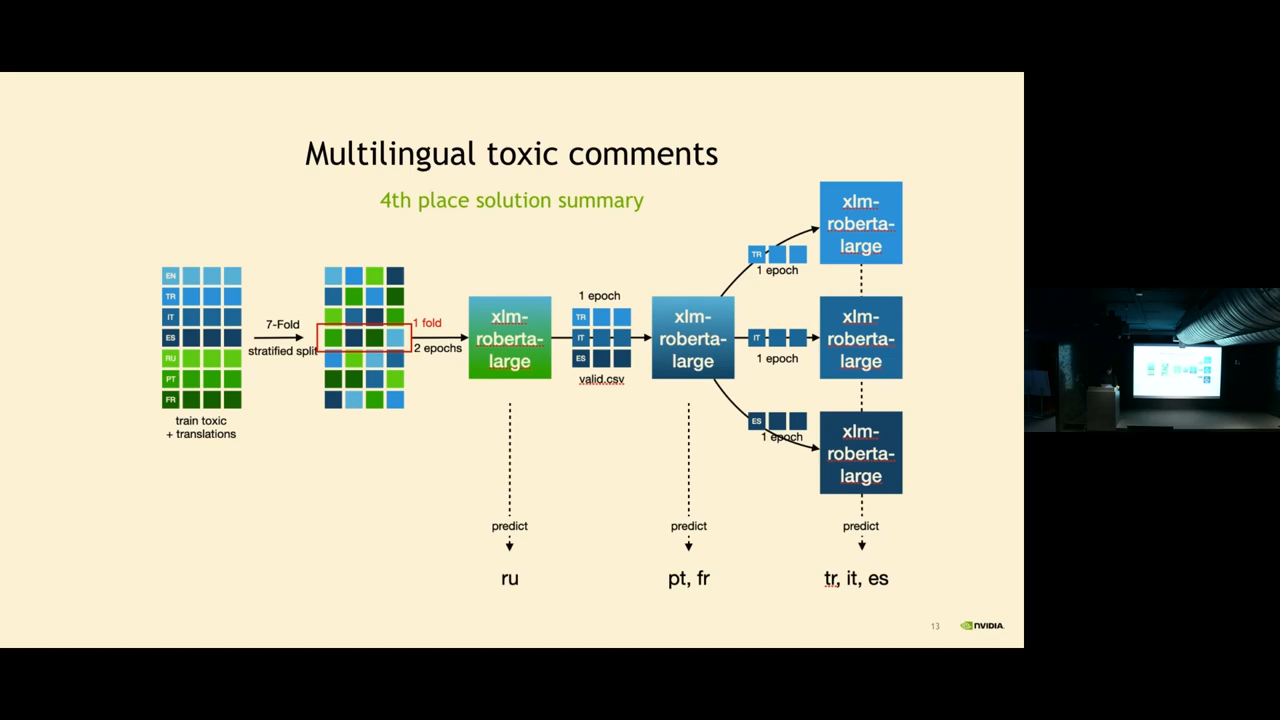 Multilingual toxic comments
4th place solution summary
EN
TR
IT
ES
RU
PT
FR
train toxic
+ translations
7-Fold
stratified split
1 fold
2 epochs
xlm-
roberta-
large
1 epoch
TR
IT
ES
valid.csv
xlm-
roberta-
large
TR
1 epoch
IT
1 epoch
ES
1 epoch
xlm-
roberta-
large
xlm-
roberta-
large
xlm-
roberta-
large
predict
predict
predict
ru
pt, fr
tr, it, es
13
NVIDIA.